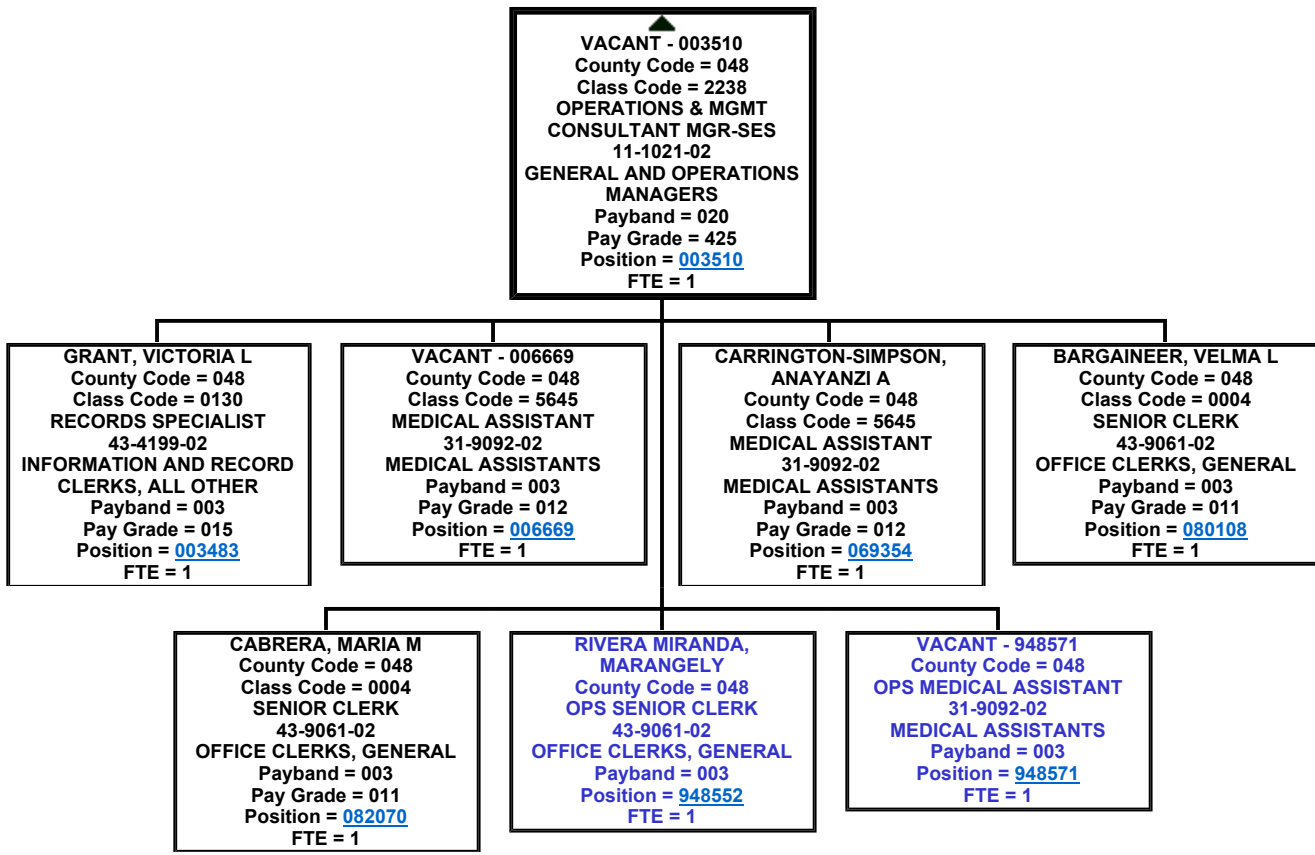 VACANT - 003510
County Code = 048
Class Code = 2238
OPERATIONS & MGMT
CONSULTANT MGR-SES
11-1021-02
GENERAL AND OPERATIONS
MANAGERS
Payband = 020
Pay Grade = 425
Position = 003510
FTE = 1
GRANT, VICTORIA L
County Code = 048
Class Code = 0130
RECORDS SPECIALIST
43-4199-02
INFORMATION AND RECORD
CLERKS, ALL OTHER
Payband = 003
Pay Grade = 015
Position = 003483
FTE = 1
VACANT - 006669
County Code = 048
Class Code = 5645
MEDICAL ASSISTANT
31-9092-02
MEDICAL ASSISTANTS
Payband = 003
Pay Grade = 012
Position = 006669
FTE = 1
CARRINGTON-SIMPSON,
ANAYANZI A
County Code = 048
Class Code = 5645
MEDICAL ASSISTANT
31-9092-02
MEDICAL ASSISTANTS
Payband = 003
Pay Grade = 012
Position = 069354
FTE = 1
BARGAINEER, VELMA L
County Code = 048
Class Code = 0004
SENIOR CLERK
43-9061-02
OFFICE CLERKS, GENERAL
Payband = 003
Pay Grade = 011
Position = 080108
FTE = 1
CABRERA, MARIA M
County Code = 048
Class Code = 0004
SENIOR CLERK
43-9061-02
OFFICE CLERKS, GENERAL
Payband = 003
Pay Grade = 011
Position = 082070
FTE = 1
RIVERA MIRANDA,
MARANGELY
County Code = 048
OPS SENIOR CLERK
43-9061-02
OFFICE CLERKS, GENERAL
Payband = 003
Position = 948552
FTE = 1
VACANT - 948571
County Code = 048
OPS MEDICAL ASSISTANT
31-9092-02
MEDICAL ASSISTANTS
Payband = 003
Position = 948571
FTE = 1